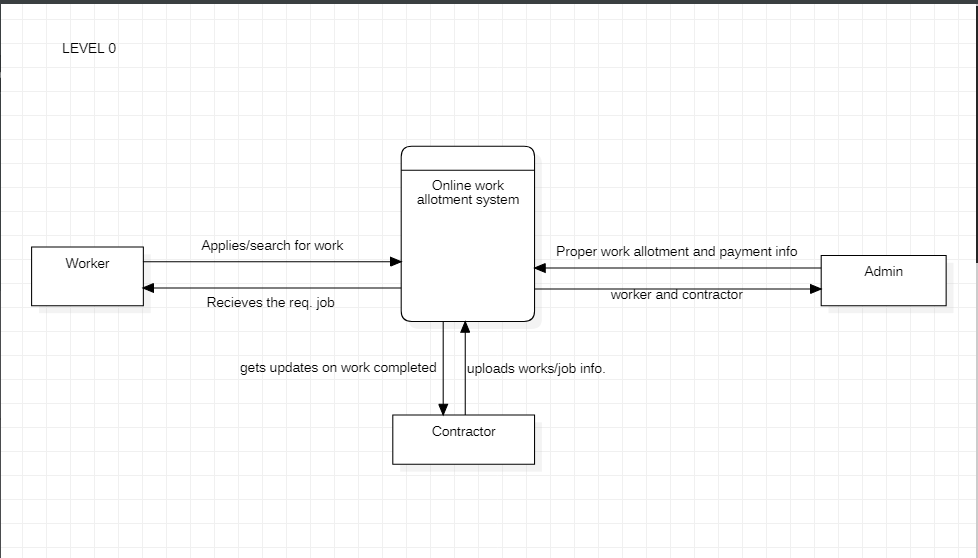 LEVEL 0
Online work
allotment system
Applies/search for work
Worker
Recieves the req. job
Proper work allotment and payment info
Admin
worker and contractor
gets updates on work completed
uploads works/job info.
Contractor